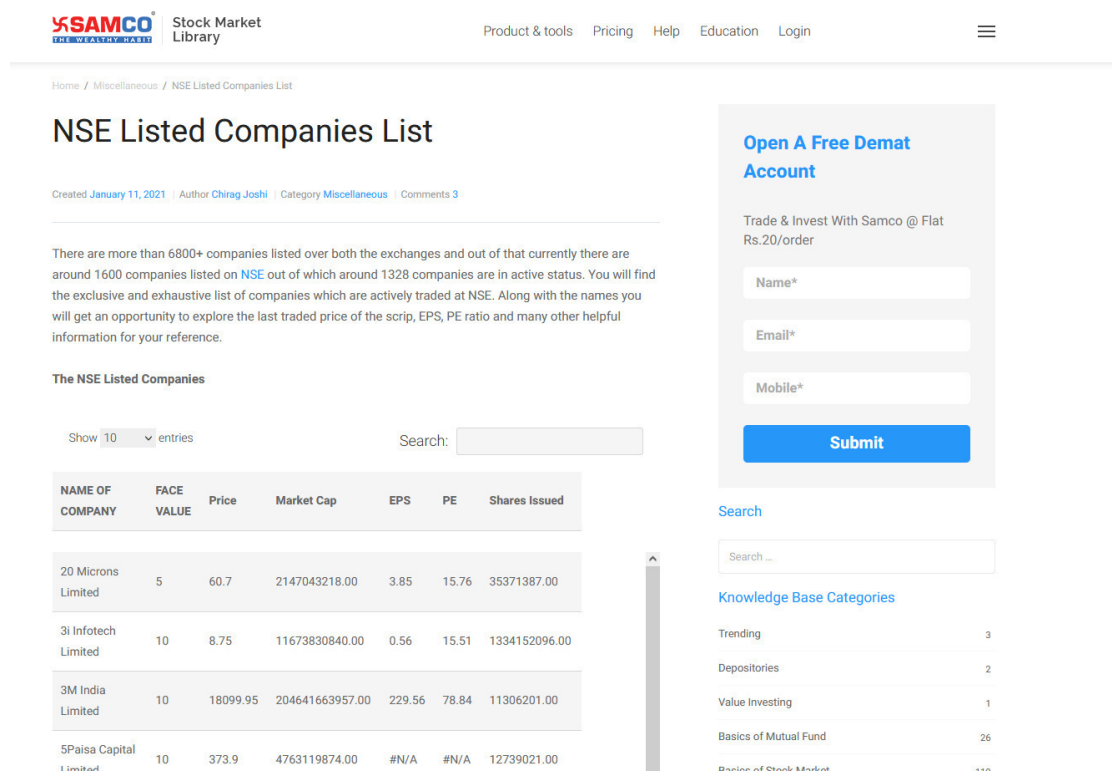 SAMCO
THE WEALTHY HABIT
Stock Market
Library
Product & tools Pricing Help Education Login
Home / Miscellaneous / NSE Listed Companies List
NSE Listed Companies List
Created January 11, 2021 | Author Chirag Joshi | Category Miscellaneous | Comments 3
There are more than 6800+ companies listed over both the exchanges and out of that currently there are
around 1600 companies listed on NSE out of which around 1328 companies are in active status. You will find
the exclusive and exhaustive list of companies which are actively traded at NSE. Along with the names you
will get an opportunity to explore the last traded price of the scrip, EPS, PE ratio and many other helpful
information for your reference.
The NSE Listed Companies
Show 10 entries
Search:
NAME OF COMPANY FACE VALUE Price Market Cap EPS PE Shares Issued
20 Microns Limited 5 60.7 2147043218.00 3.85 15.76 35371387.00
3i Infotech Limited 10 8.75 11673830840.00 0.56 15.51 1334152096.00
3M India Limited 10 18099.95 204641663957.00 229.56 78.84 11306201.00
5Paisa Capital Limited 10 373.9 4763119874.00 #N/A #N/A 12739021.00
Open A Free Demat
Account
Trade & Invest With Samco @ Flat
Rs.20/order
Name*
Email*
Mobile*
Submit
Search
Search ...
Knowledge Base Categories
Trending 3
Depositories 2
Value Investing 1
Basics of Mutual Fund 26
Basics of Stock Market